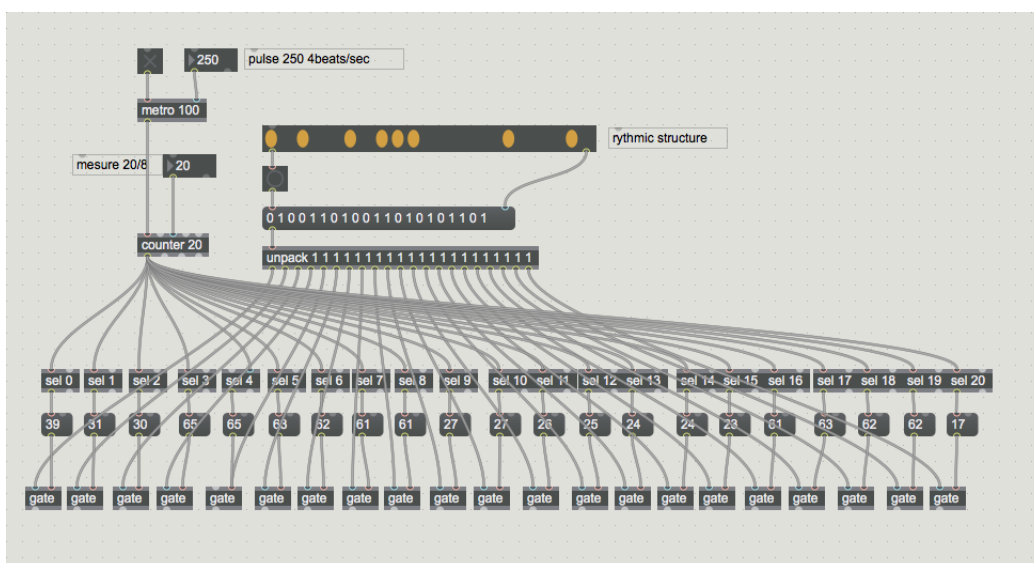 250
pulse 250 4beats/sec
metro 100
rythmic structure
mesure 20/8
20
0 1 0 0 1 1 0 1 0 0 1 1 0 1 0 1 0 1 1 0 1
counter 20
unpack 1 1 1 1 1 1 1 1 1 1 1 1 1 1 1 1 1 1 1 1 1
sel 0 sel 1 sel 2 sel 3 sel 4 sel 5 sel 6 sel 7 sel 8 sel 9 sel 10 sel 11 sel 12 sel 13 sel 14 sel 15 sel 16 sel 17 sel 18 sel 19 sel 20
39 31 30 65 65 63 62 61 61 27 27 26 25 24 24 23 61 63 62 62 17
gate gate gate gate gate gate gate gate gate gate gate gate gate gate gate gate gate gate gate gate gate